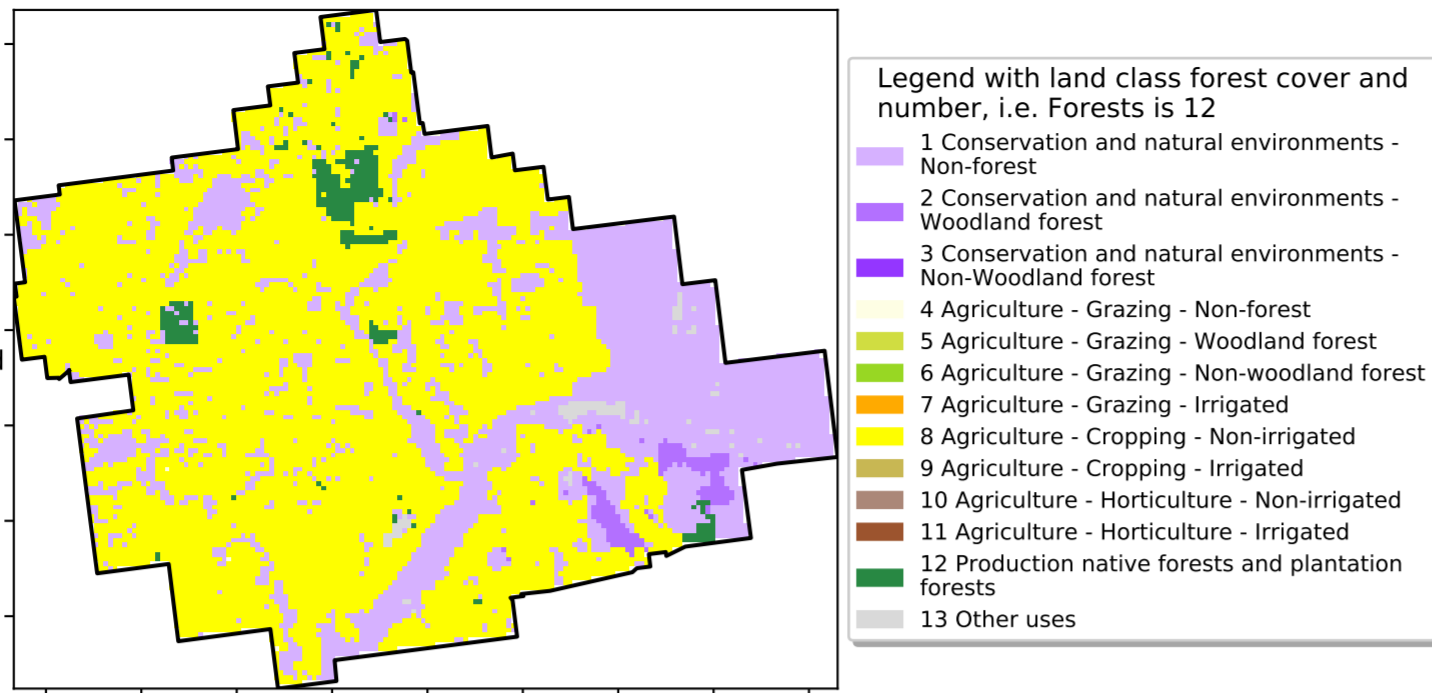 Legend with land class forest cover and
number, i.e. Forests is 12
1 Conservation and natural environments -
Non-forest
2 Conservation and natural environments -
Woodland forest
3 Conservation and natural environments -
Non-Woodland forest
4 Agriculture - Grazing - Non-forest
5 Agriculture - Grazing - Woodland forest
6 Agriculture - Grazing - Non-woodland forest
7 Agriculture - Grazing - Irrigated
8 Agriculture - Cropping - Non-irrigated
9 Agriculture - Cropping - Irrigated
10 Agriculture - Horticulture - Non-irrigated
11 Agriculture - Horticulture - Irrigated
12 Production native forests and plantation
forests
13 Other uses